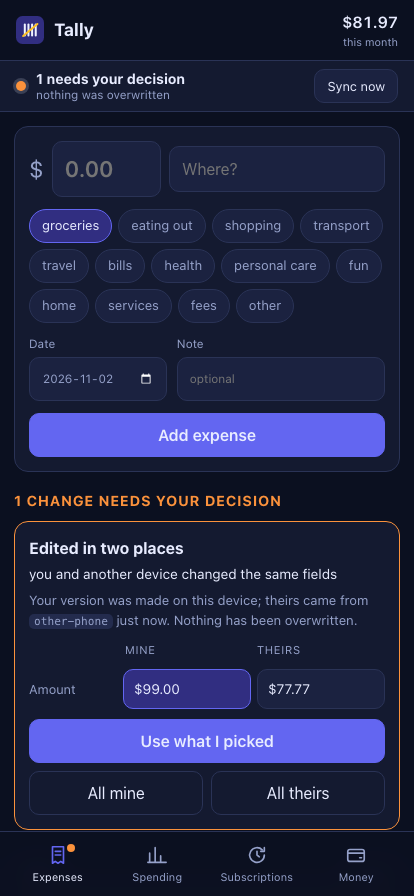 Tally
$81.97
this month
1 needs your decision
nothing was overwritten
Sync now
$ 0.00 Where?
groceries eating out shopping transport
travel bills health personal care fun
home services fees other
Date Note
2026-11-02 optional
Add expense
1 CHANGE NEEDS YOUR DECISION
Edited in two places
you and another device changed the same fields
Your version was made on this device; theirs came from
other-phone just now. Nothing has been overwritten.
MINE THEIRS
Amount $99.00 $77.77
Use what I picked
All mine All theirs
Expenses Spending Subscriptions Money